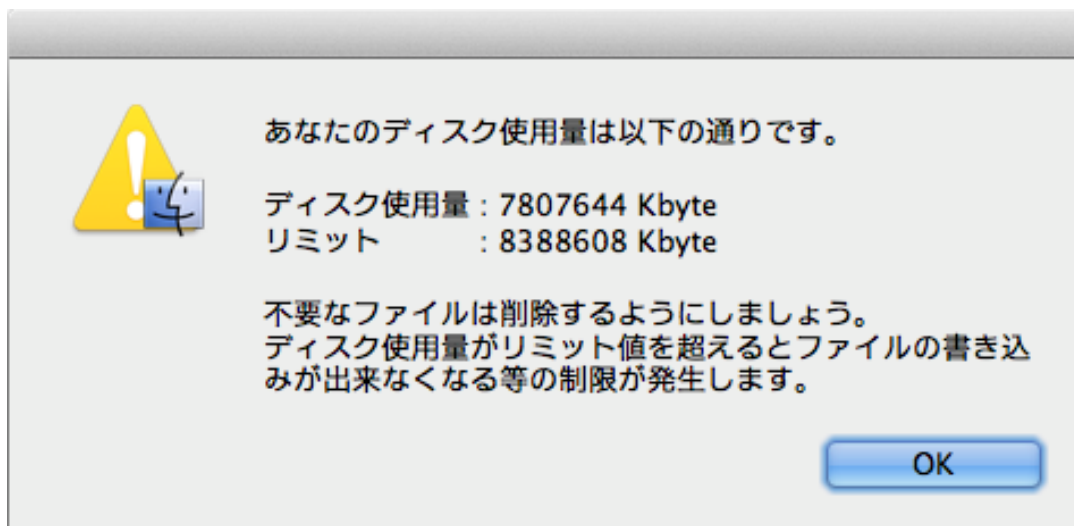 あなたのディスク使用量は以下の通りです。
ディスク使用量 : 7807644 Kbyte
リミット : 8388608 Kbyte
不要なファイルは削除するようにしましょう。
ディスク使用量がリミット値を超えるとファイルの書き込
みが出来なくなる等の制限が発生します。
OK